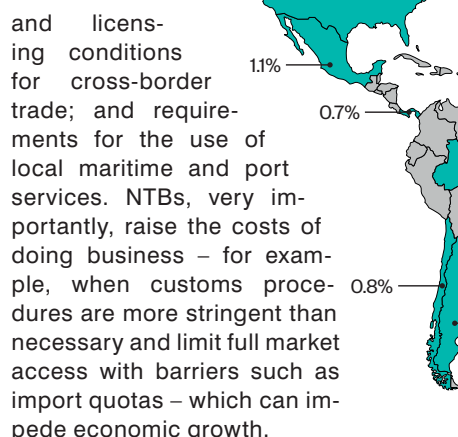 and licens-
ing conditions
for cross-border
trade; and require-
ments for the use of
local maritime and port
services. NTBs, very im-
portantly, raise the costs of
doing business – for exam-
ple, when customs proce-
dures are more stringent than
necessary and limit full market
access with barriers such as
import quotas – which can im-
pede economic growth.
1.1%
0.7%
0.8%